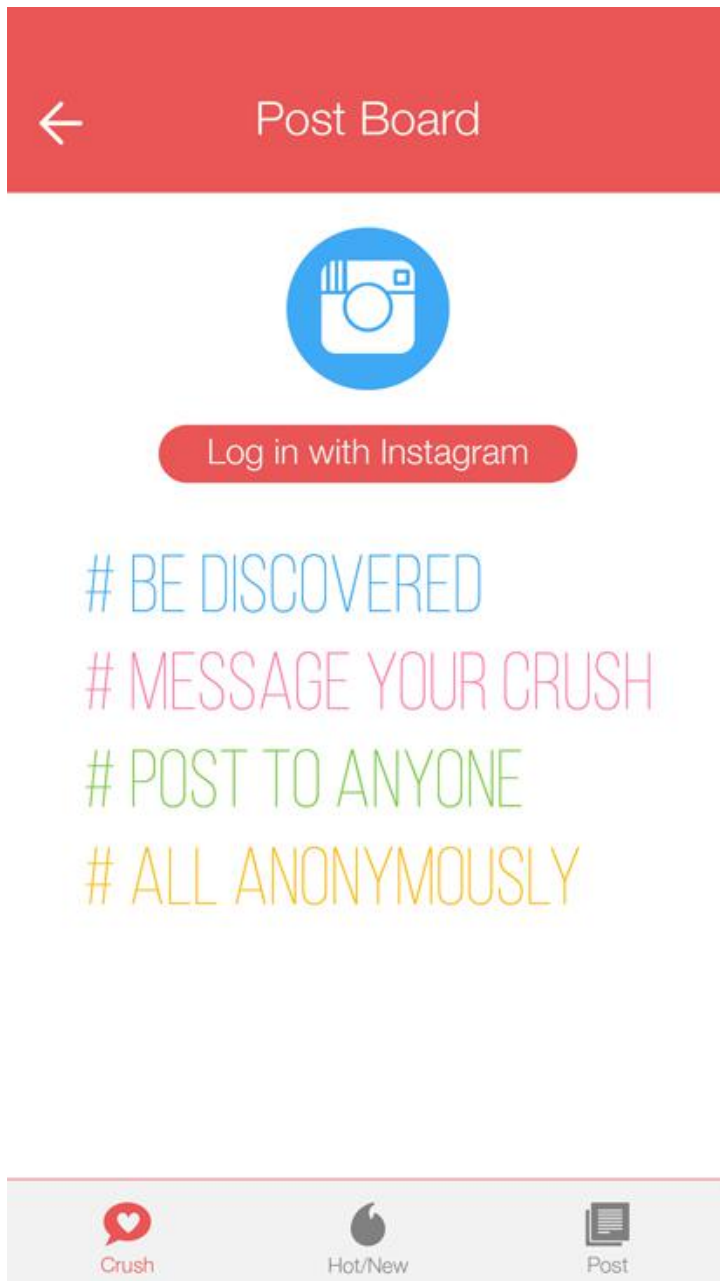 Post Board
Log in with Instagram
# BE DISCOVERED
# MESSAGE YOUR CRUSH
# POST TO ANYONE
# ALL ANONYMOUSLY
Crush
Hot/New
Post